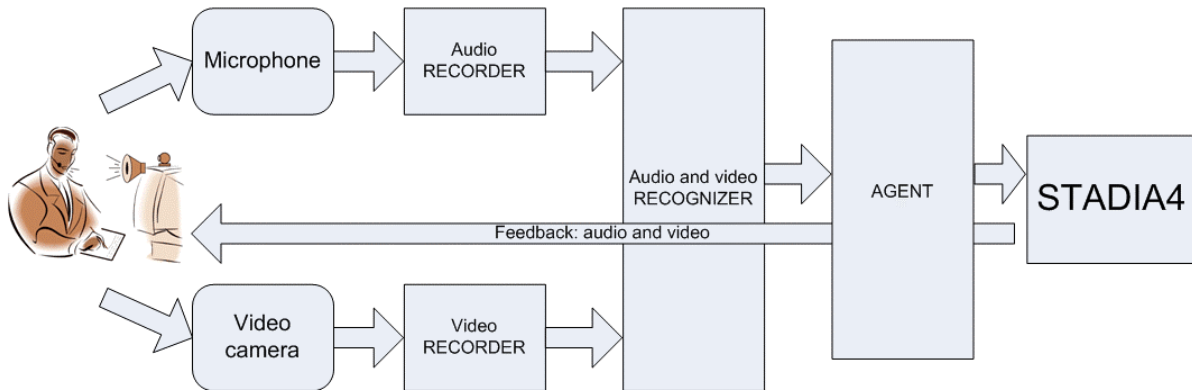 Microphone
Audio
RECORDER
Audio and video
RECOGNIZER
AGENT
STADIA4
Feedback: audio and video
Video
camera
Video
RECORDER